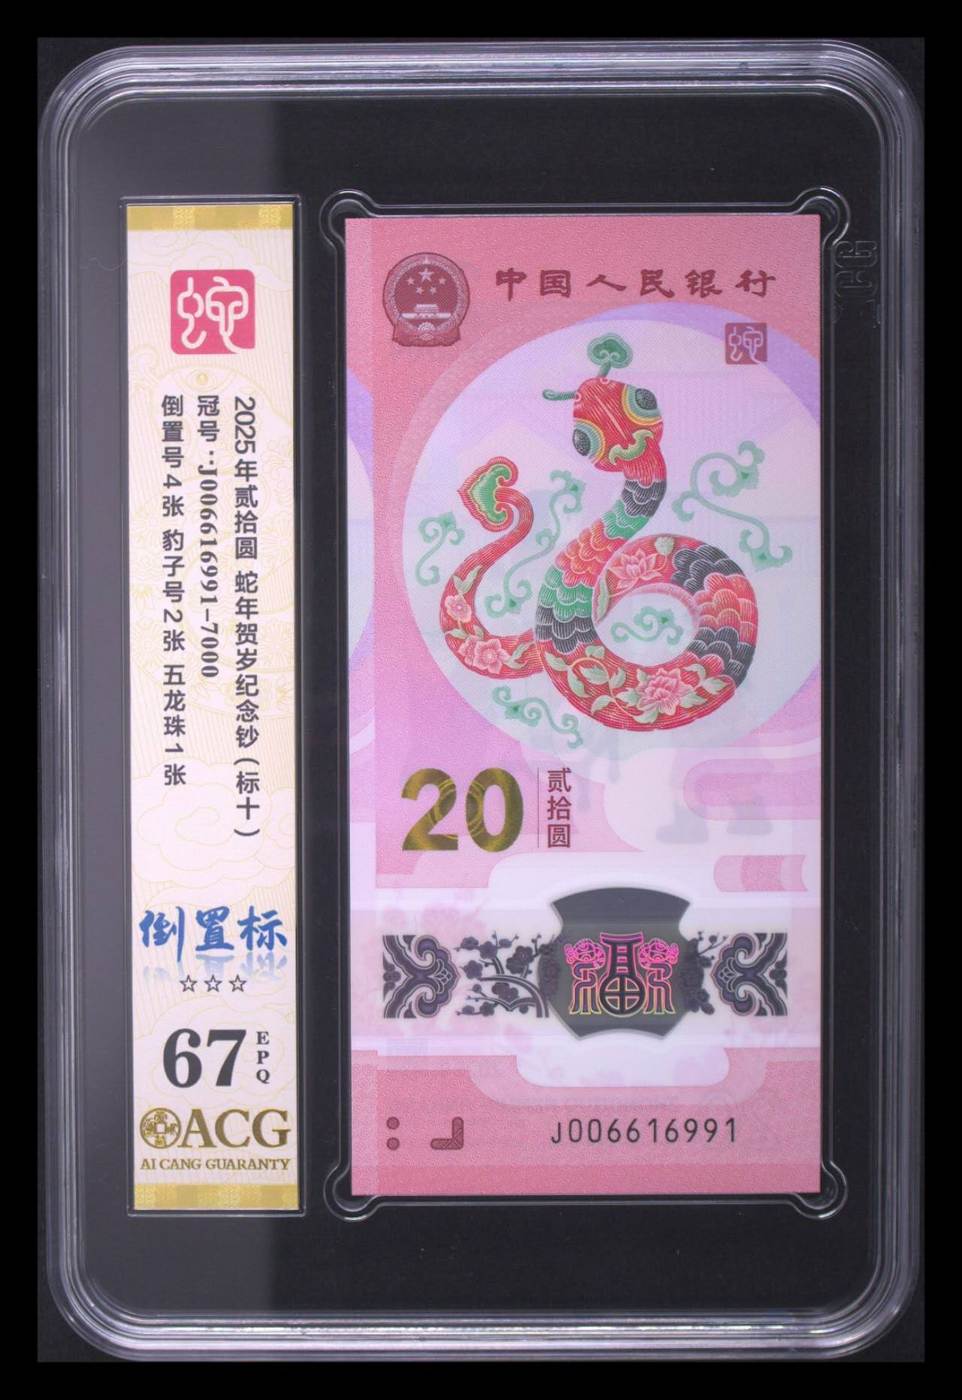 蛇
2025年贰拾圆 蛇年贺岁纪念钞(标十)
冠号:J006616991-7000
倒置号4张 豹子号2张 五龙珠1张
倒置标
☆☆☆
67 EPQ
ACG
AI CANG GUARANTY
中国人民银行
蛇
20 贰拾圆
福
J006616991